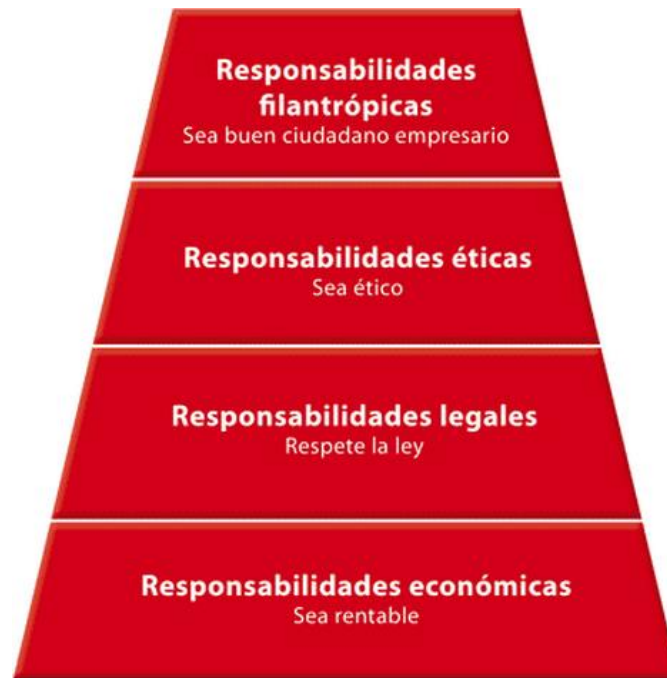 Responsabilidades
filantrópicas
Sea buen ciudadano empresario
Responsabilidades éticas
Sea ético
Responsabilidades legales
Respete la ley
Responsabilidades económicas
Sea rentable